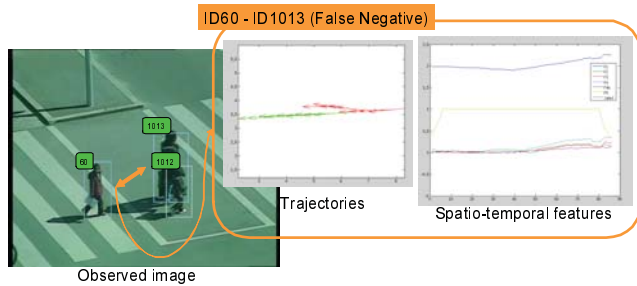 ID60 - ID1013 (False Negative)
1013
1012
60
Trajectories
Spatio-temporal features
Observed image